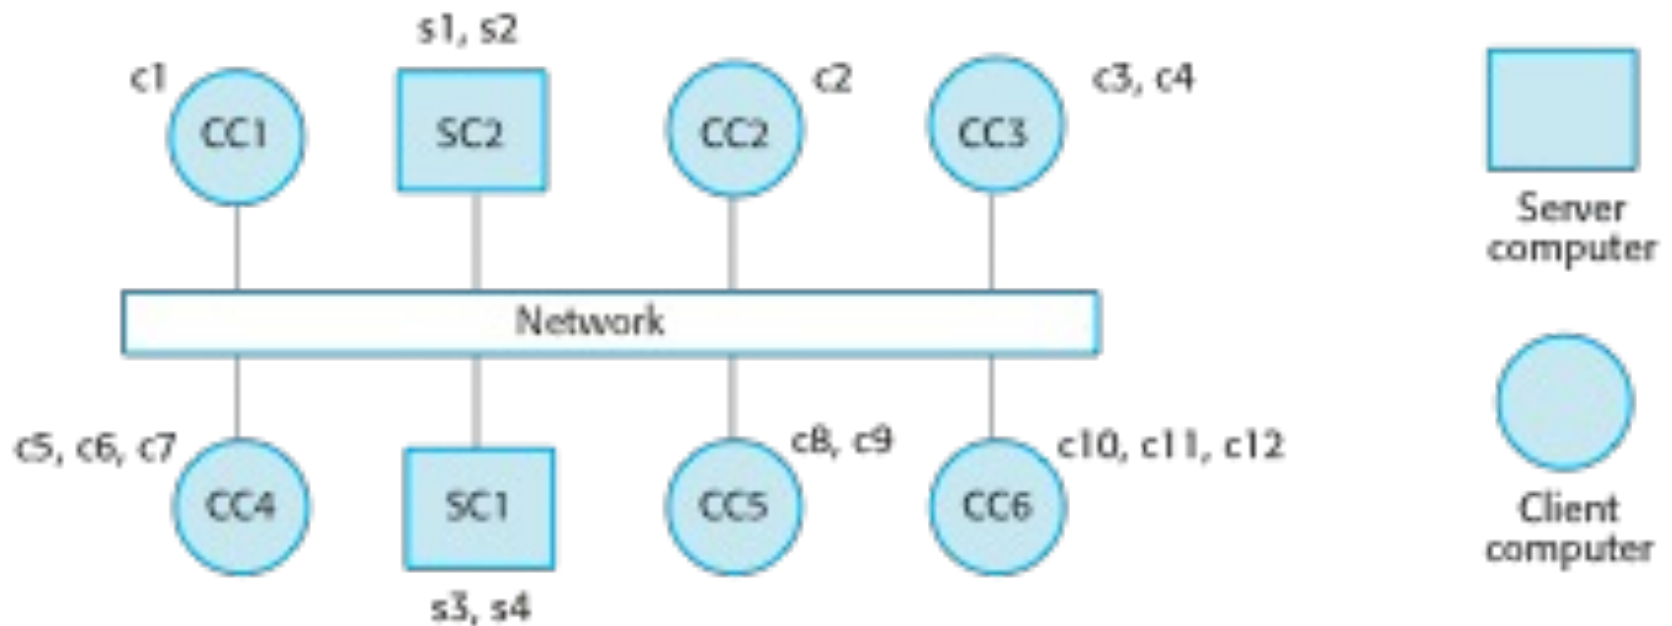 s1, s2
c1
CC1
SC2
CC2
c2
CC3
c3, c4
Server
computer
Network
c5, c6, c7
CC4
SC1
s3, s4
CC5
c8, c9
CC6
c10, c11, c12
Client
computer